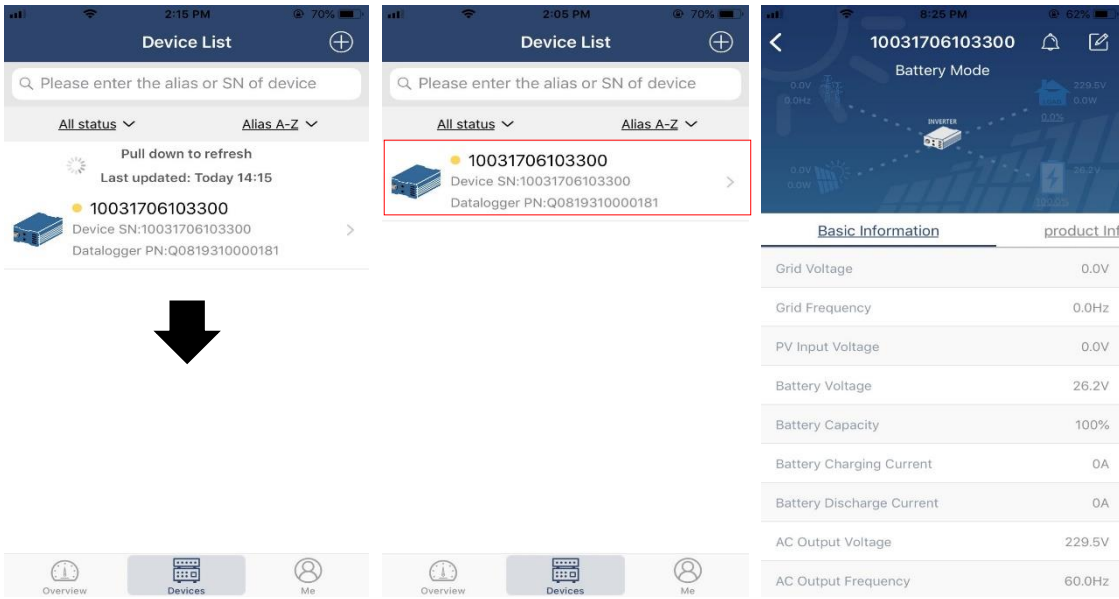 2:15 PM
70%
Device List
Please enter the alias or SN of device
All status
Alias A-Z
Pull down to refresh
Last updated: Today 14:15
10031706103300
Device SN:10031706103300
Datalogger PN:Q0819310000181
Overview
Devices
Me
2:05 PM
70%
Device List
Please enter the alias or SN of device
All status
Alias A-Z
10031706103300
Device SN:10031706103300
Datalogger PN:Q0819310000181
Overview
Devices
Me
8:25 PM
62%
10031706103300
Battery Mode
0.0V
0.0Hz
229.5V
0.0W
0.0%
INVERTER
0.0V
0.0W
26.2V
100.0%
Basic Information
product Inf
Grid Voltage 0.0V
Grid Frequency 0.0Hz
PV Input Voltage 0.0V
Battery Voltage 26.2V
Battery Capacity 100%
Battery Charging Current 0A
Battery Discharge Current 0A
AC Output Voltage 229.5V
AC Output Frequency 60.0Hz